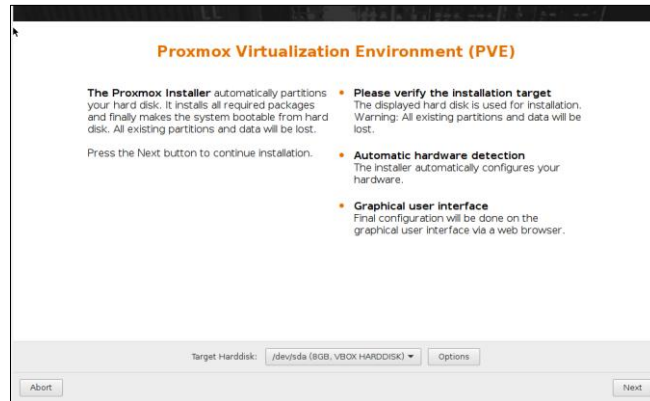 Proxmox Virtualization Environment (PVE)
The Proxmox Installer automatically partitions
your hard disk. It installs all required packages
and finally makes the system bootable from hard
disk. All existing partitions and data will be lost.
Press the Next button to continue installation.
Please verify the installation target
The displayed hard disk is used for installation.
Warning: All existing partitions and data will be
lost.
Automatic hardware detection
The installer automatically configures your
hardware.
Graphical user interface
Final configuration will be done on the
graphical user interface via a web browser.
Target Harddisk: /dev/sda (8GB, VBOX HARDDISK) Options
Abort Next